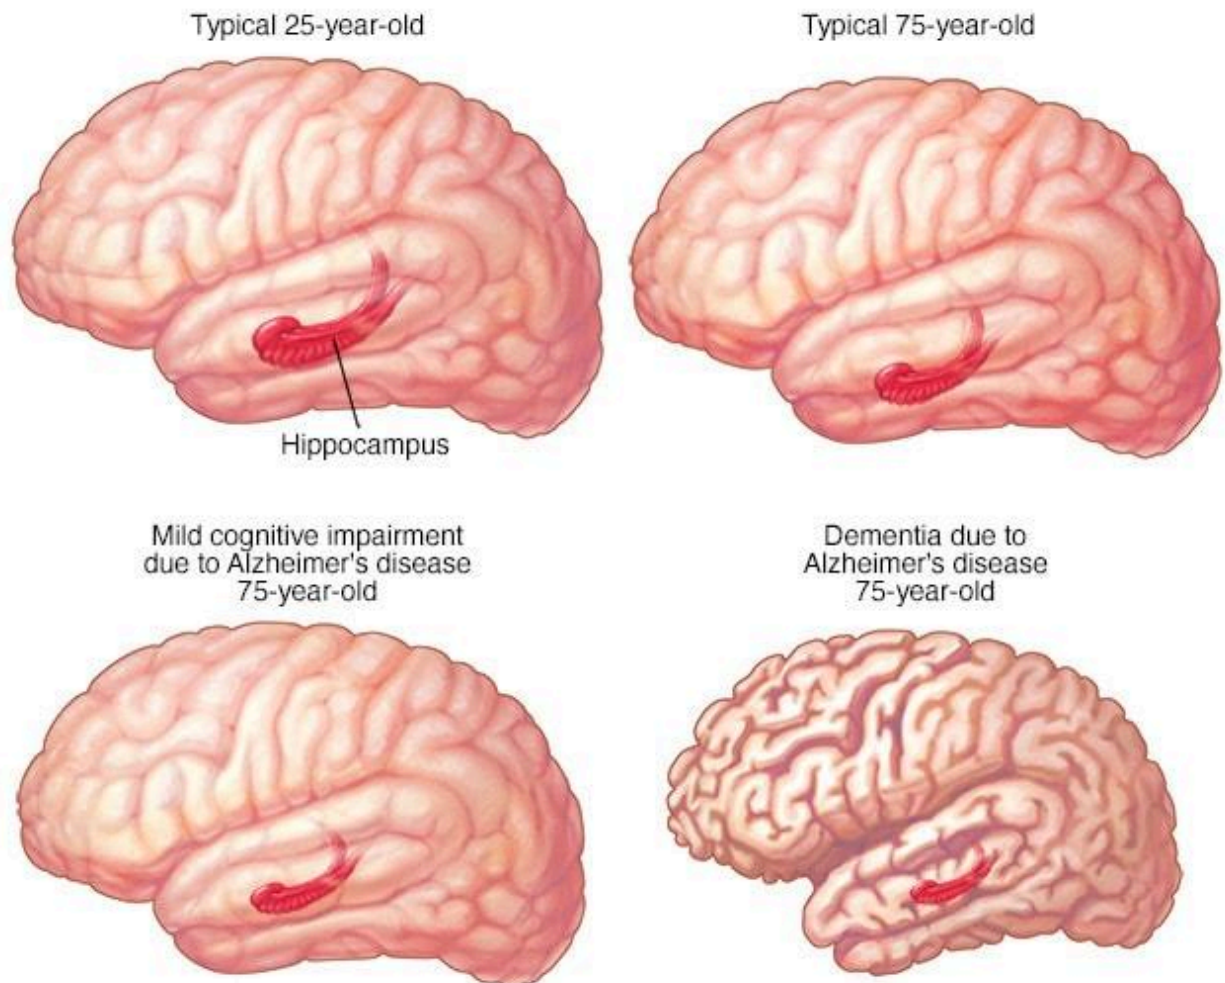 Typical 25-year-old
Typical 75-year-old
Hippocampus
Mild cognitive impairment
due to Alzheimer's disease
75-year-old
Dementia due to
Alzheimer's disease
75-year-old